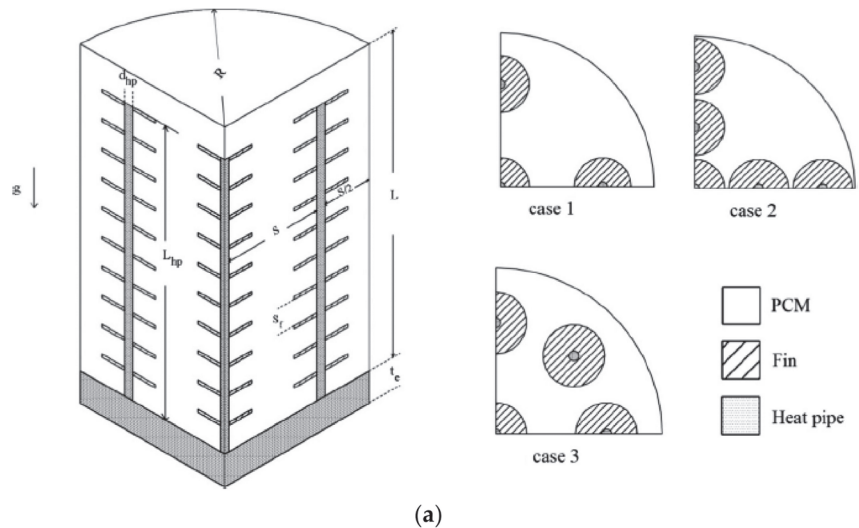 d_hp
R
g
L_hp
S
S/2
L
s_f
t_e
case 1
case 2
case 3
PCM
Fin
Heat pipe
(a)